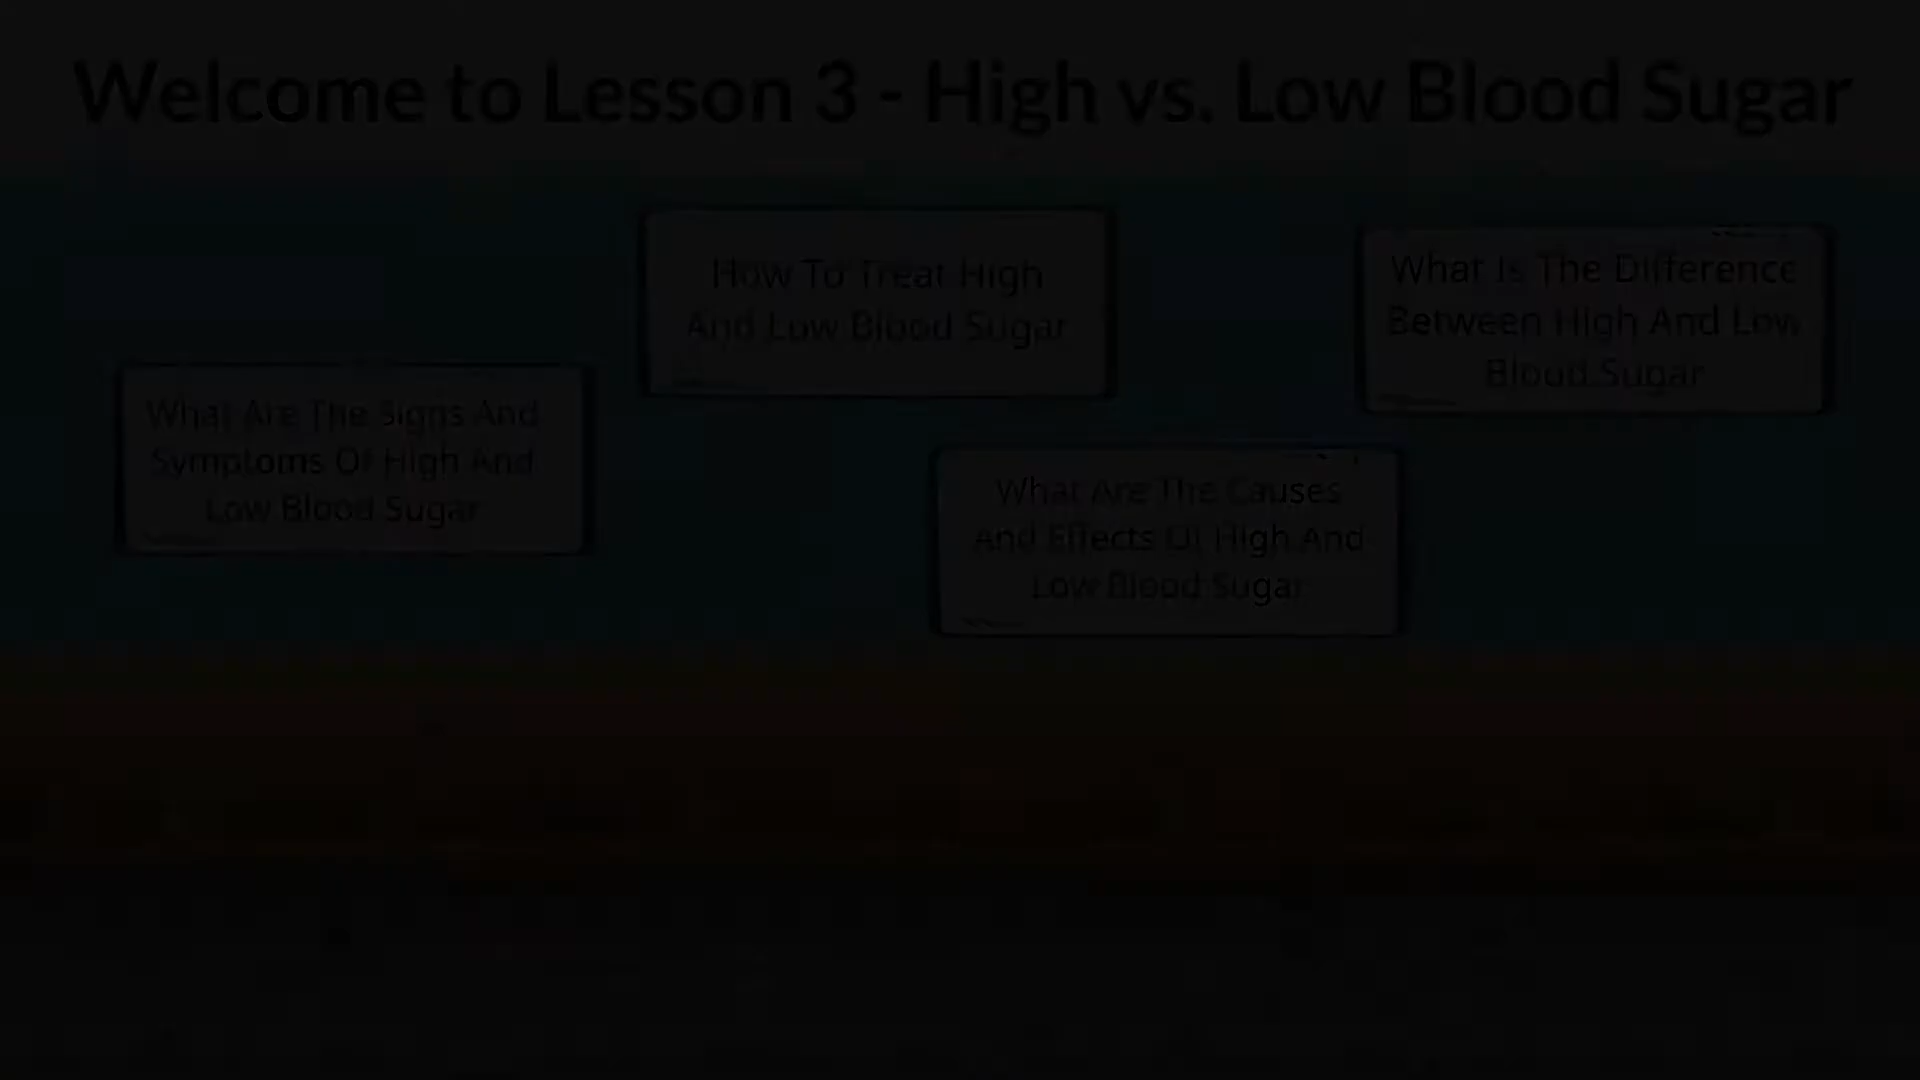 Welcome to Lesson 3 - High vs. Low Blood Sugar
How To Treat High
And Low Blood Sugar
What Is The Difference
Between High And Low
Blood Sugar
What Are The Signs And
Symptoms Of High And
Low Blood Sugar
What Are The Causes
And Effects Of High And
Low Blood Sugar